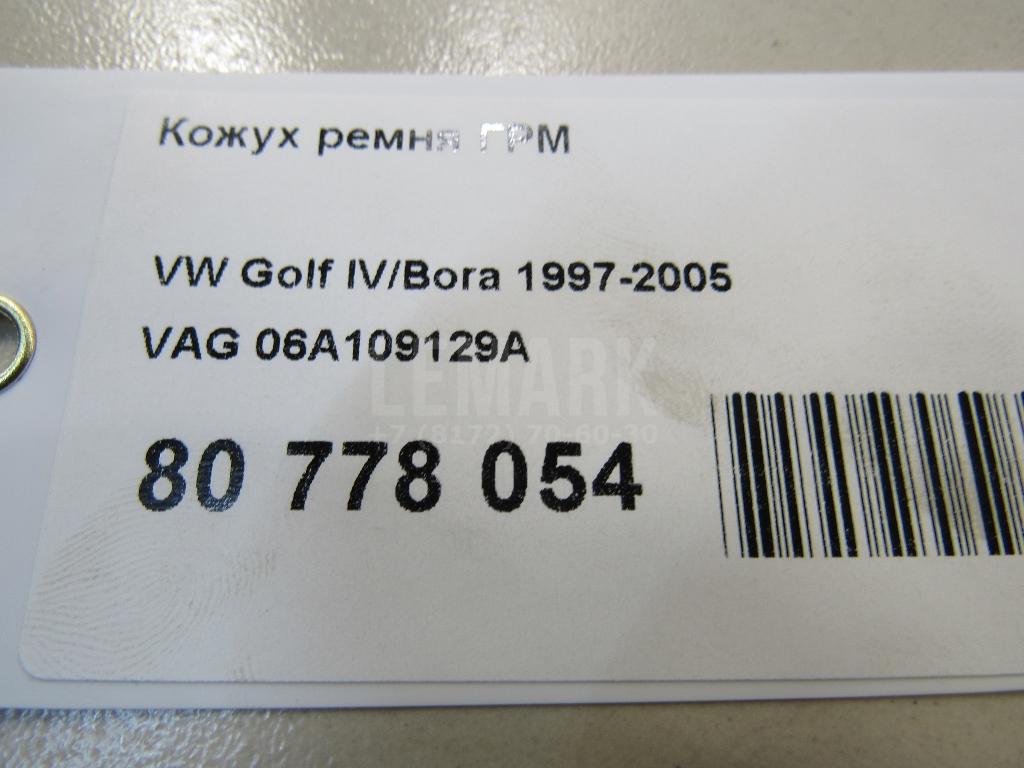 Кожух ремня ГРМ
VW Golf IV/Bora 1997-2005
VAG 06A109129A
LEMARK
+7 (8172) 70-60-30
80 778 054